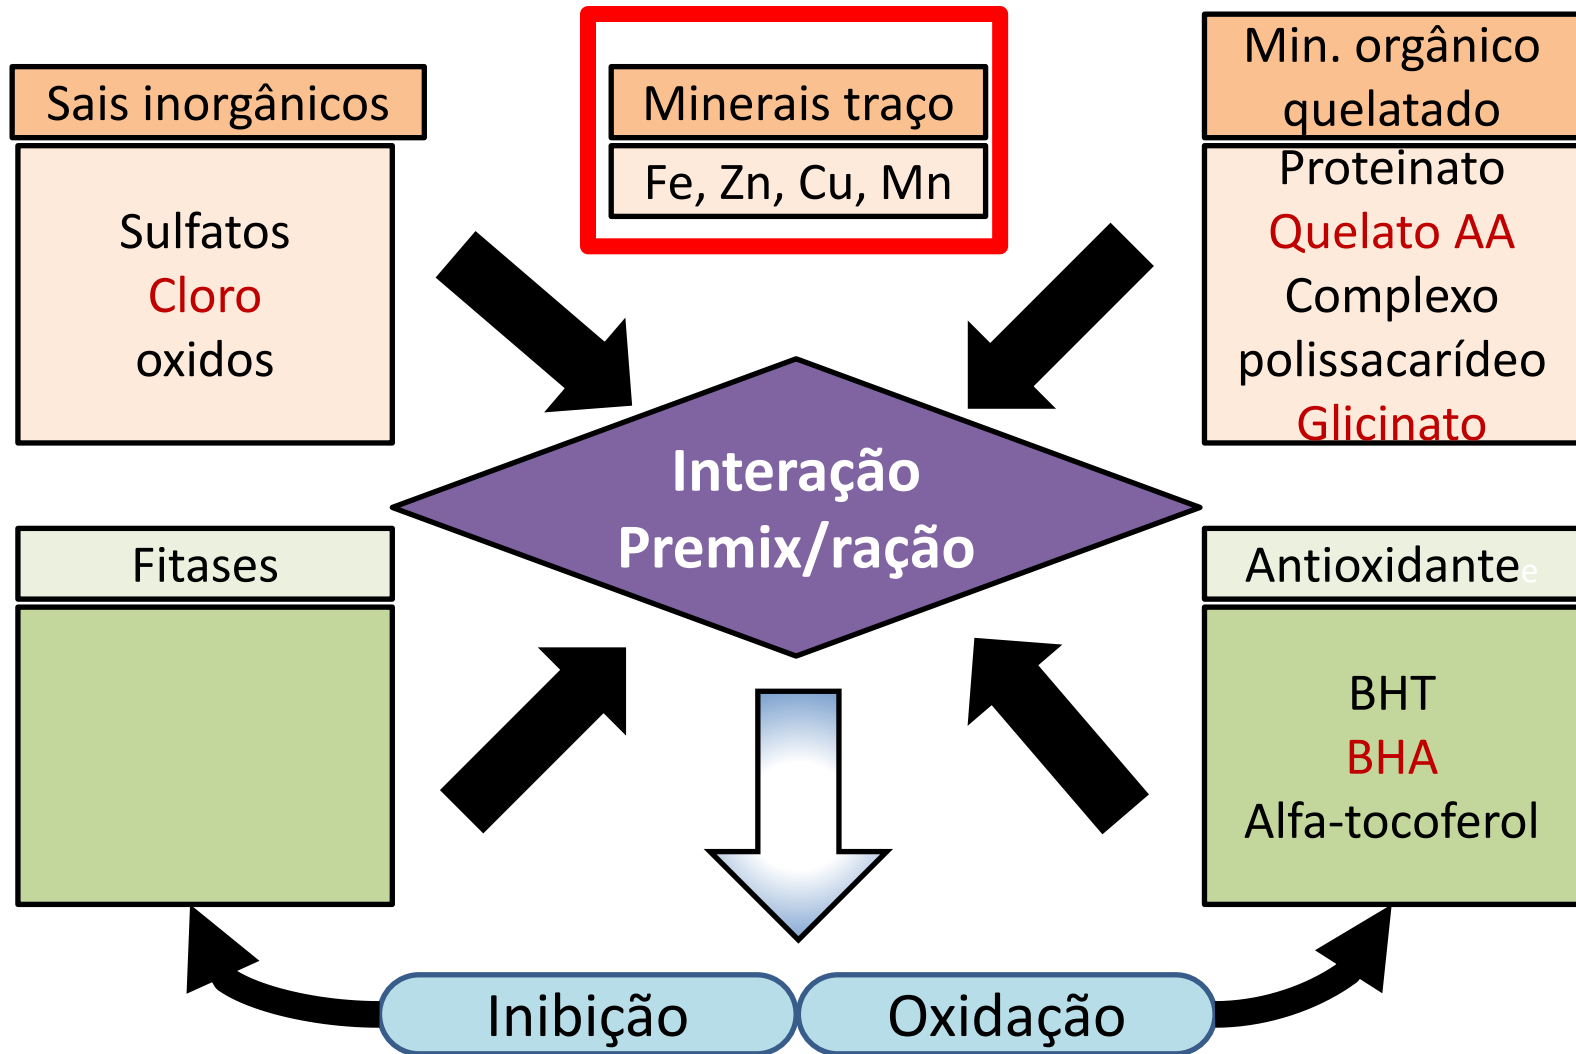 Sais inorgânicos
Sulfatos
Cloro
oxidos
Minerais traço
Fe, Zn, Cu, Mn
Min. orgânico
quelatado
Proteinato
Quelato AA
Complexo
polissacarídeo
Glicinato
Interação
Premix/ração
Fitases
Antioxidantee
BHT
BHA
Alfa-tocoferol
Inibição
Oxidação